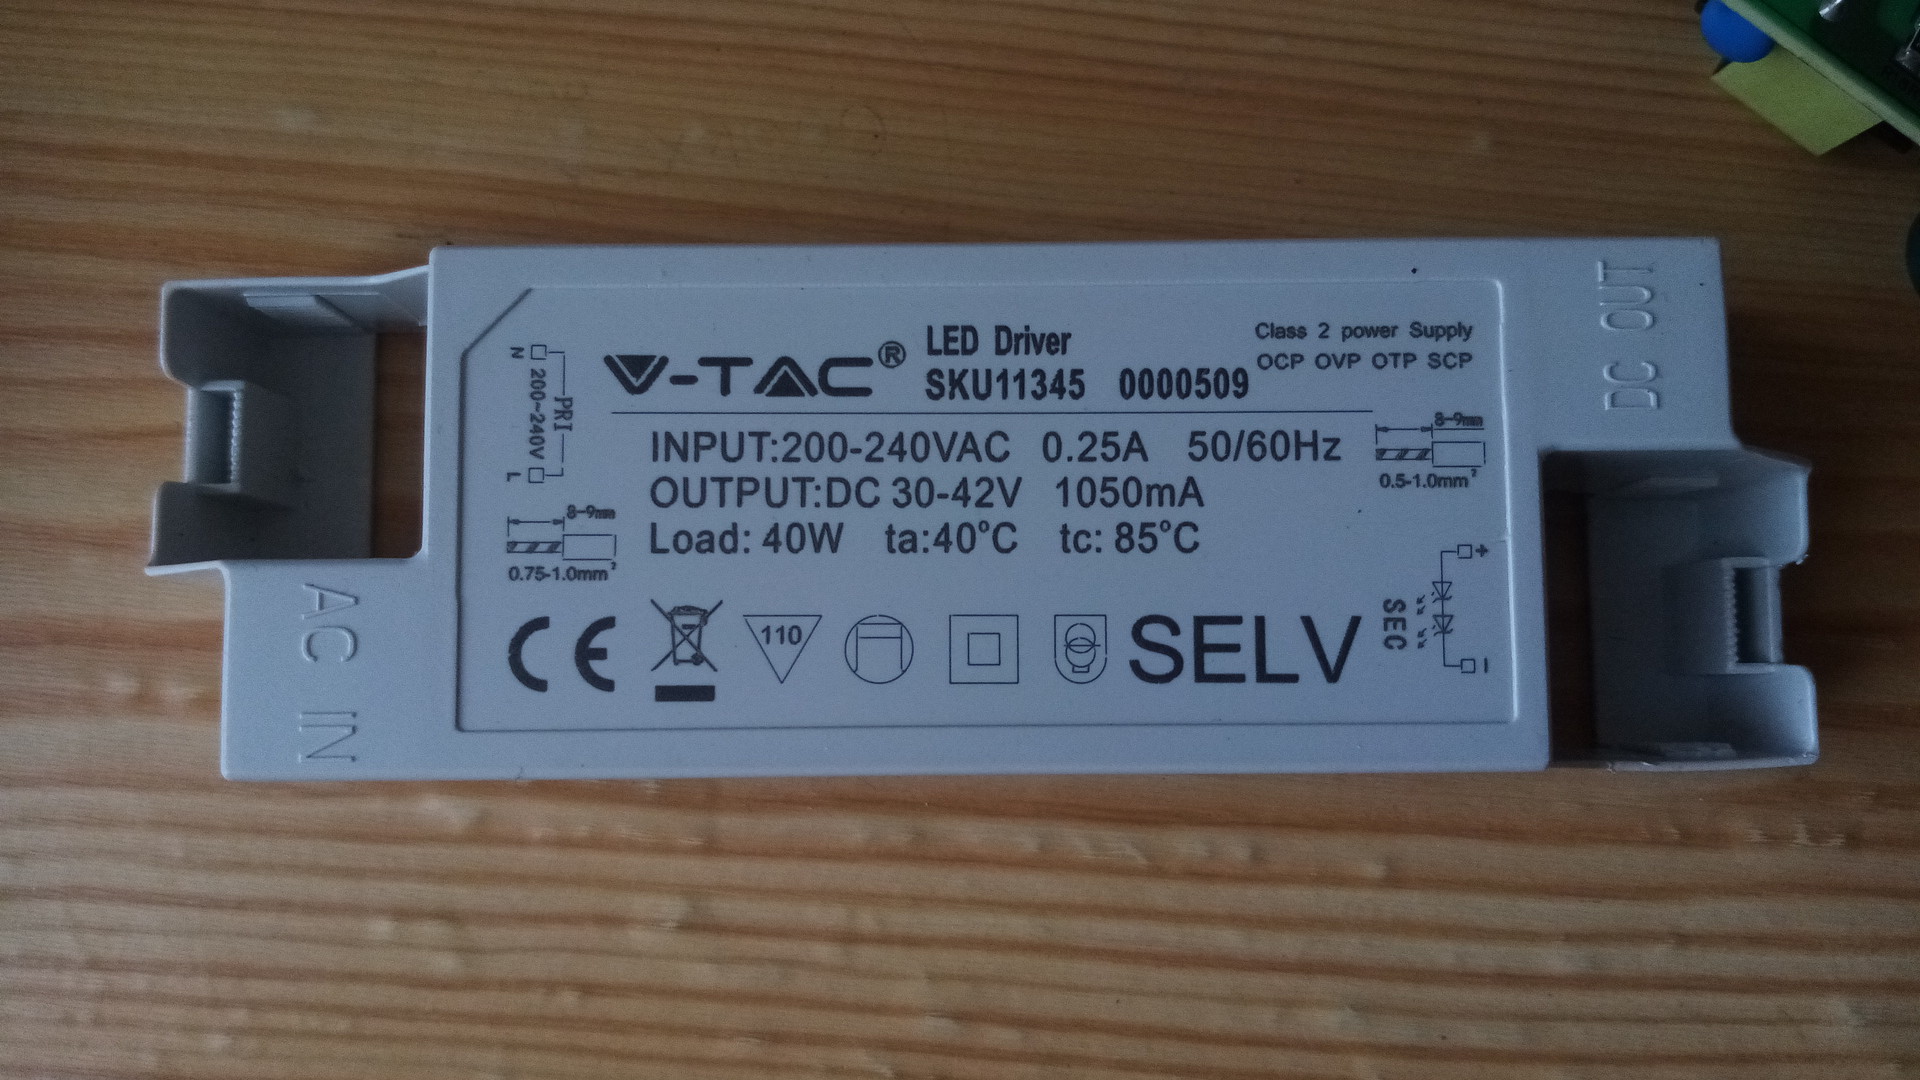 V-TAC®
LED Driver
SKU11345 0000509
Class 2 power Supply
OCP OVP OTP SCP
INPUT:200-240VAC 0.25A 50/60Hz
OUTPUT:DC 30-42V 1050mA
Load: 40W ta:40°C tc: 85°C
N
200~240V
L
PRI
8-9mm
0.75-1.0mm²
8-9mm
0.5-1.0mm²
+
SEC
-
CE
110
SELV
AC IN
DC OUT